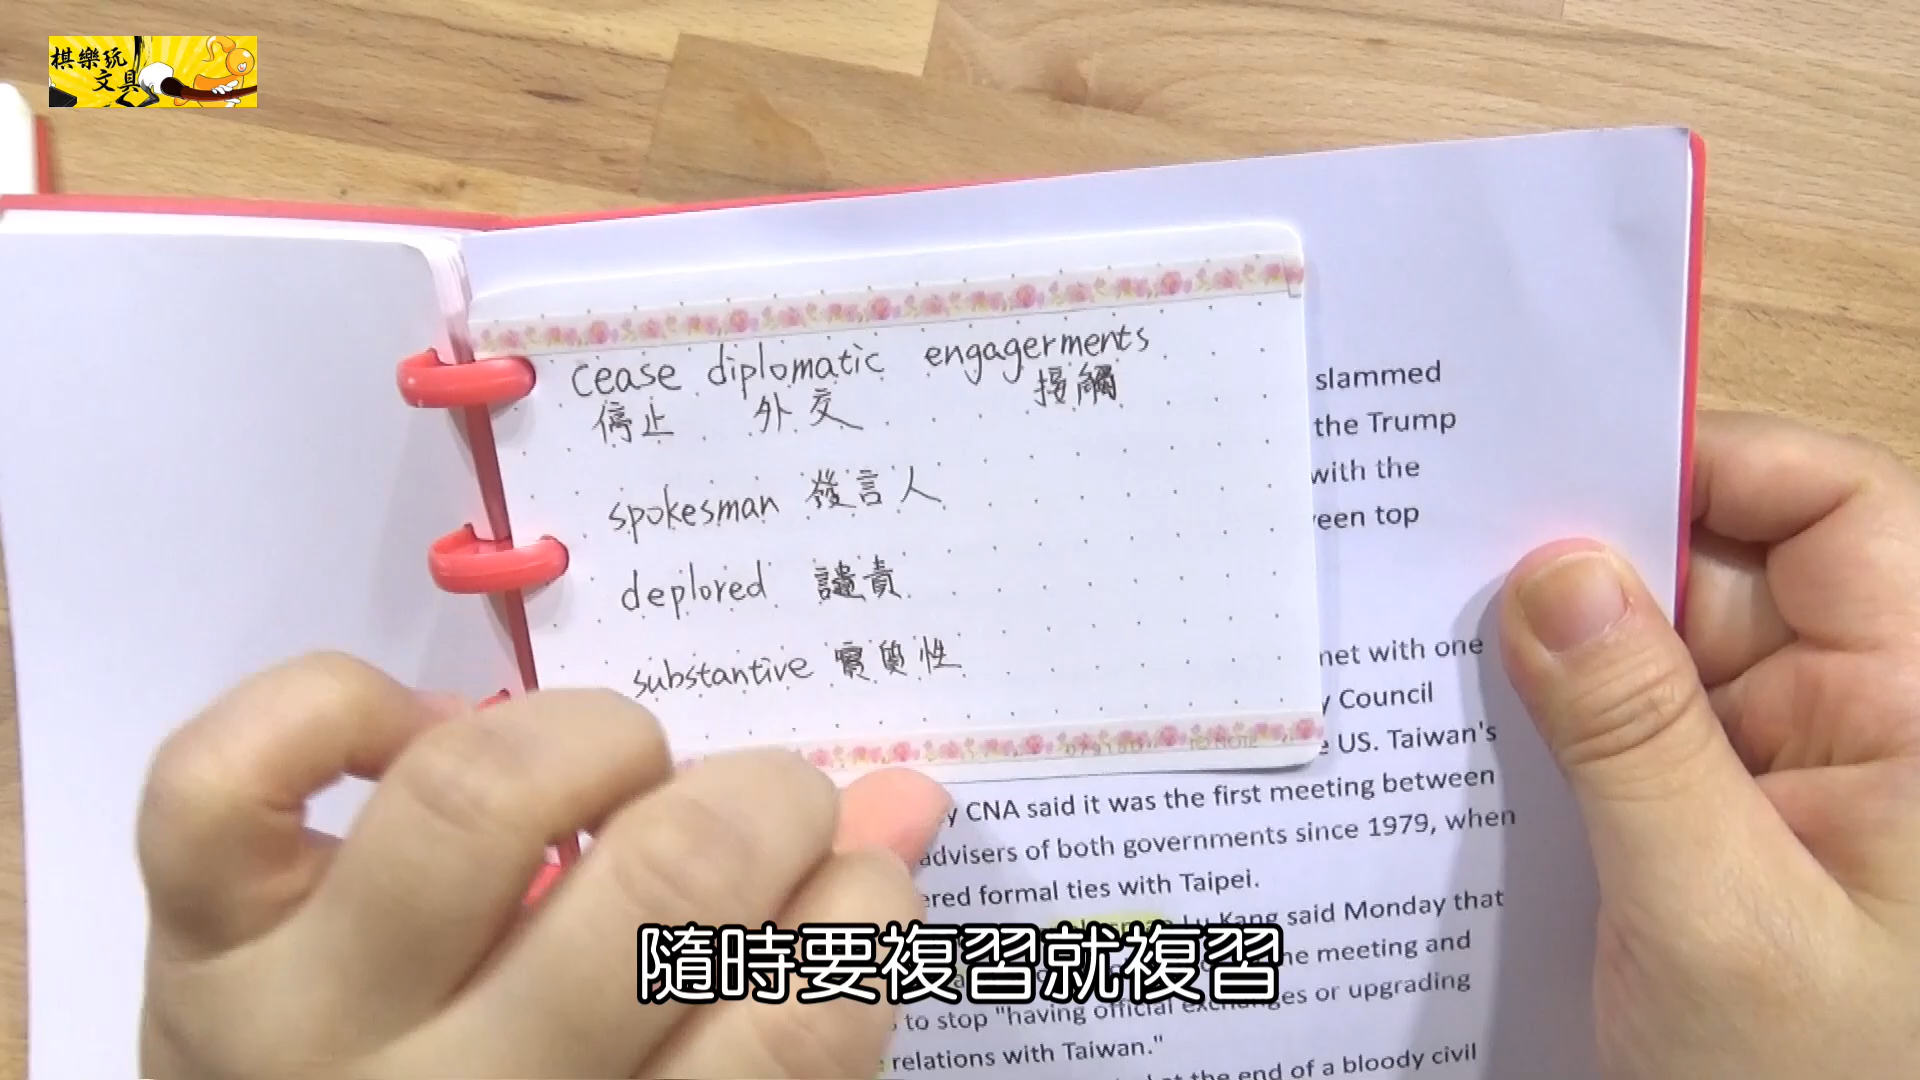 棋樂玩
文具
cease diplomatic engagerments
停止 外交 接觸
spokesman 發言人
deplored 譴責
substantive 實質性
slammed
the Trump
with the
een top
net with one
Council
US. Taiwan's
CNA said it was the first meeting between
advisers of both governments since 1979, when
ered formal ties with Taipei.
Lu Kang said Monday that
he meeting and
to stop "having official exchanges or upgrading
relations with Taiwan."
the end of a bloody civil
隨時要複習就複習